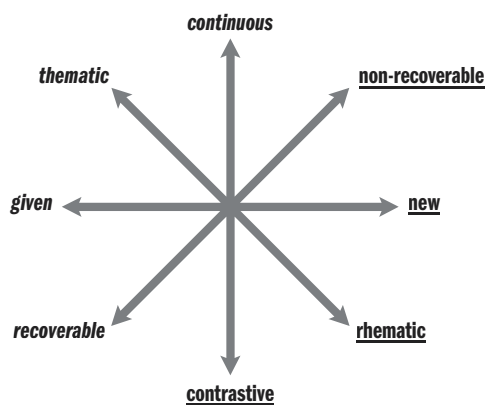 continuous
thematic
non-recoverable
given
new
recoverable
rhematic
contrastive